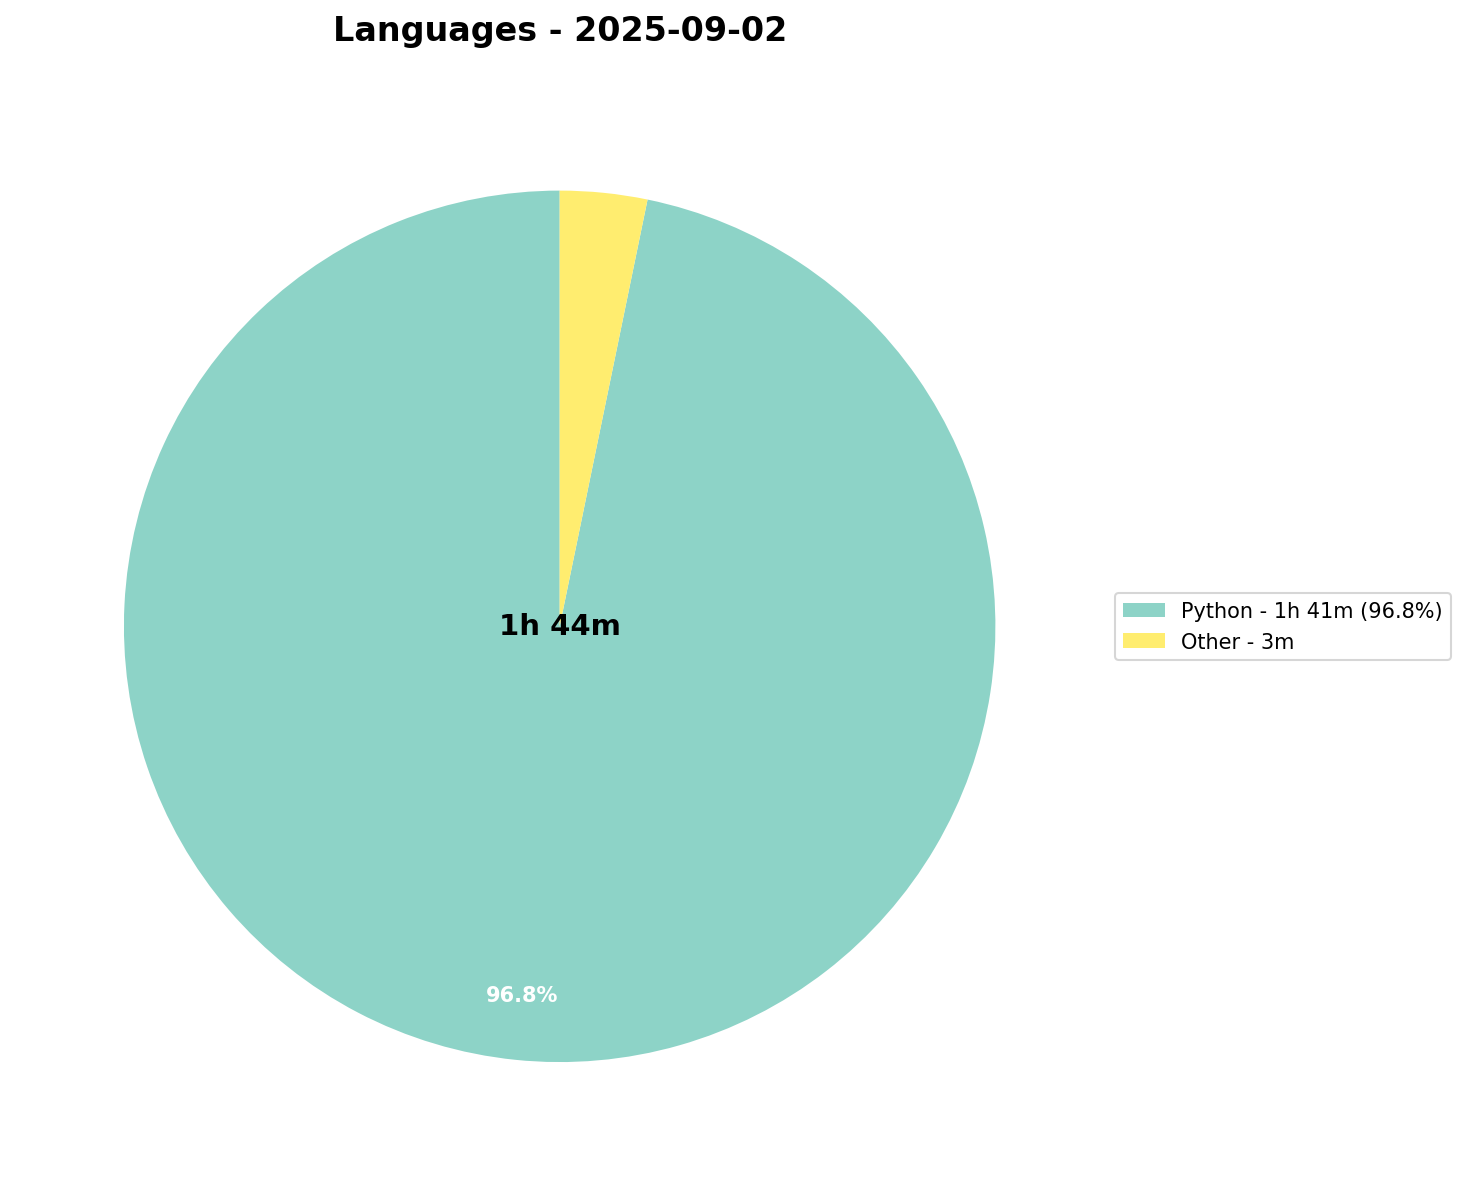 Languages - 2025-09-02
1h 44m
Python - 1h 41m (96.8%)
Other - 3m
96.8%